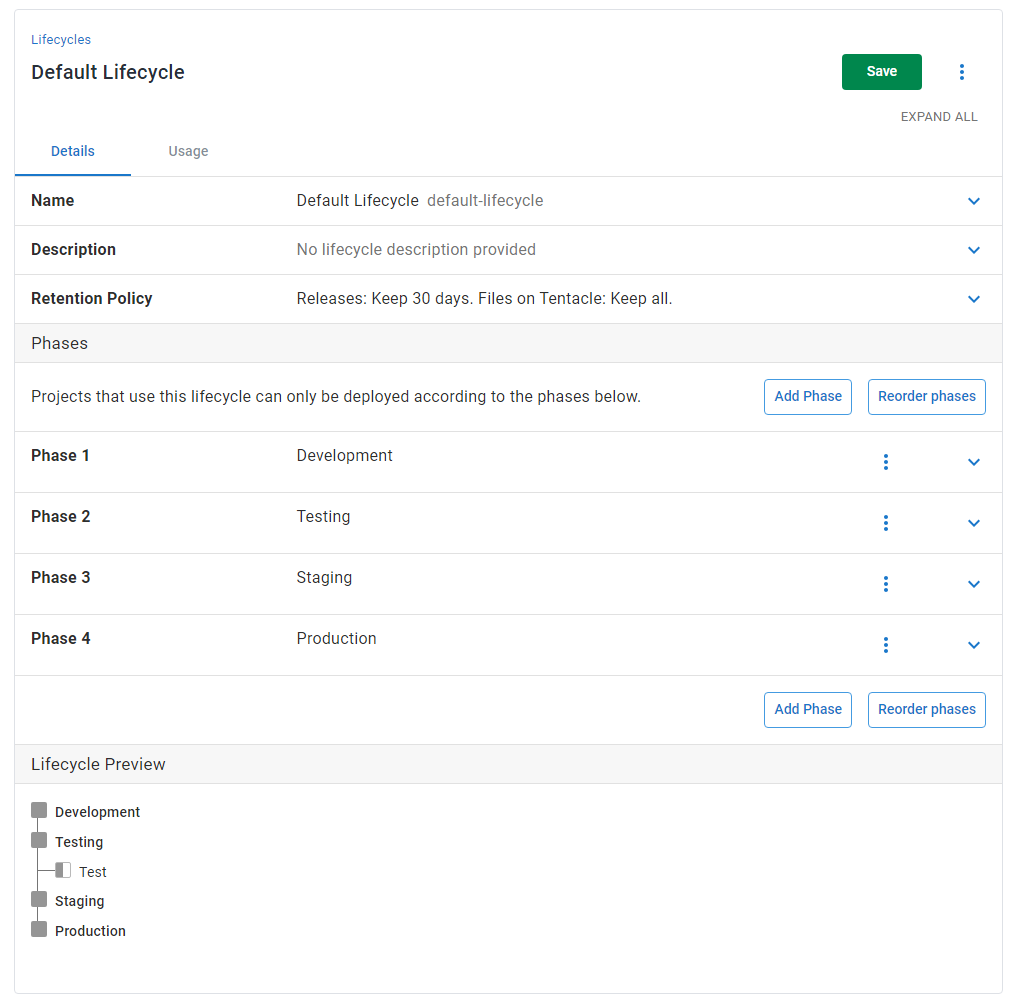 Lifecycles
Default Lifecycle
Save
EXPAND ALL
Details Usage
Name Default Lifecycle default-lifecycle
Description No lifecycle description provided
Retention Policy Releases: Keep 30 days. Files on Tentacle: Keep all.
Phases
Projects that use this lifecycle can only be deployed according to the phases below. Add Phase Reorder phases
Phase 1 Development
Phase 2 Testing
Phase 3 Staging
Phase 4 Production
Add Phase Reorder phases
Lifecycle Preview
Development
Testing
Test
Staging
Production